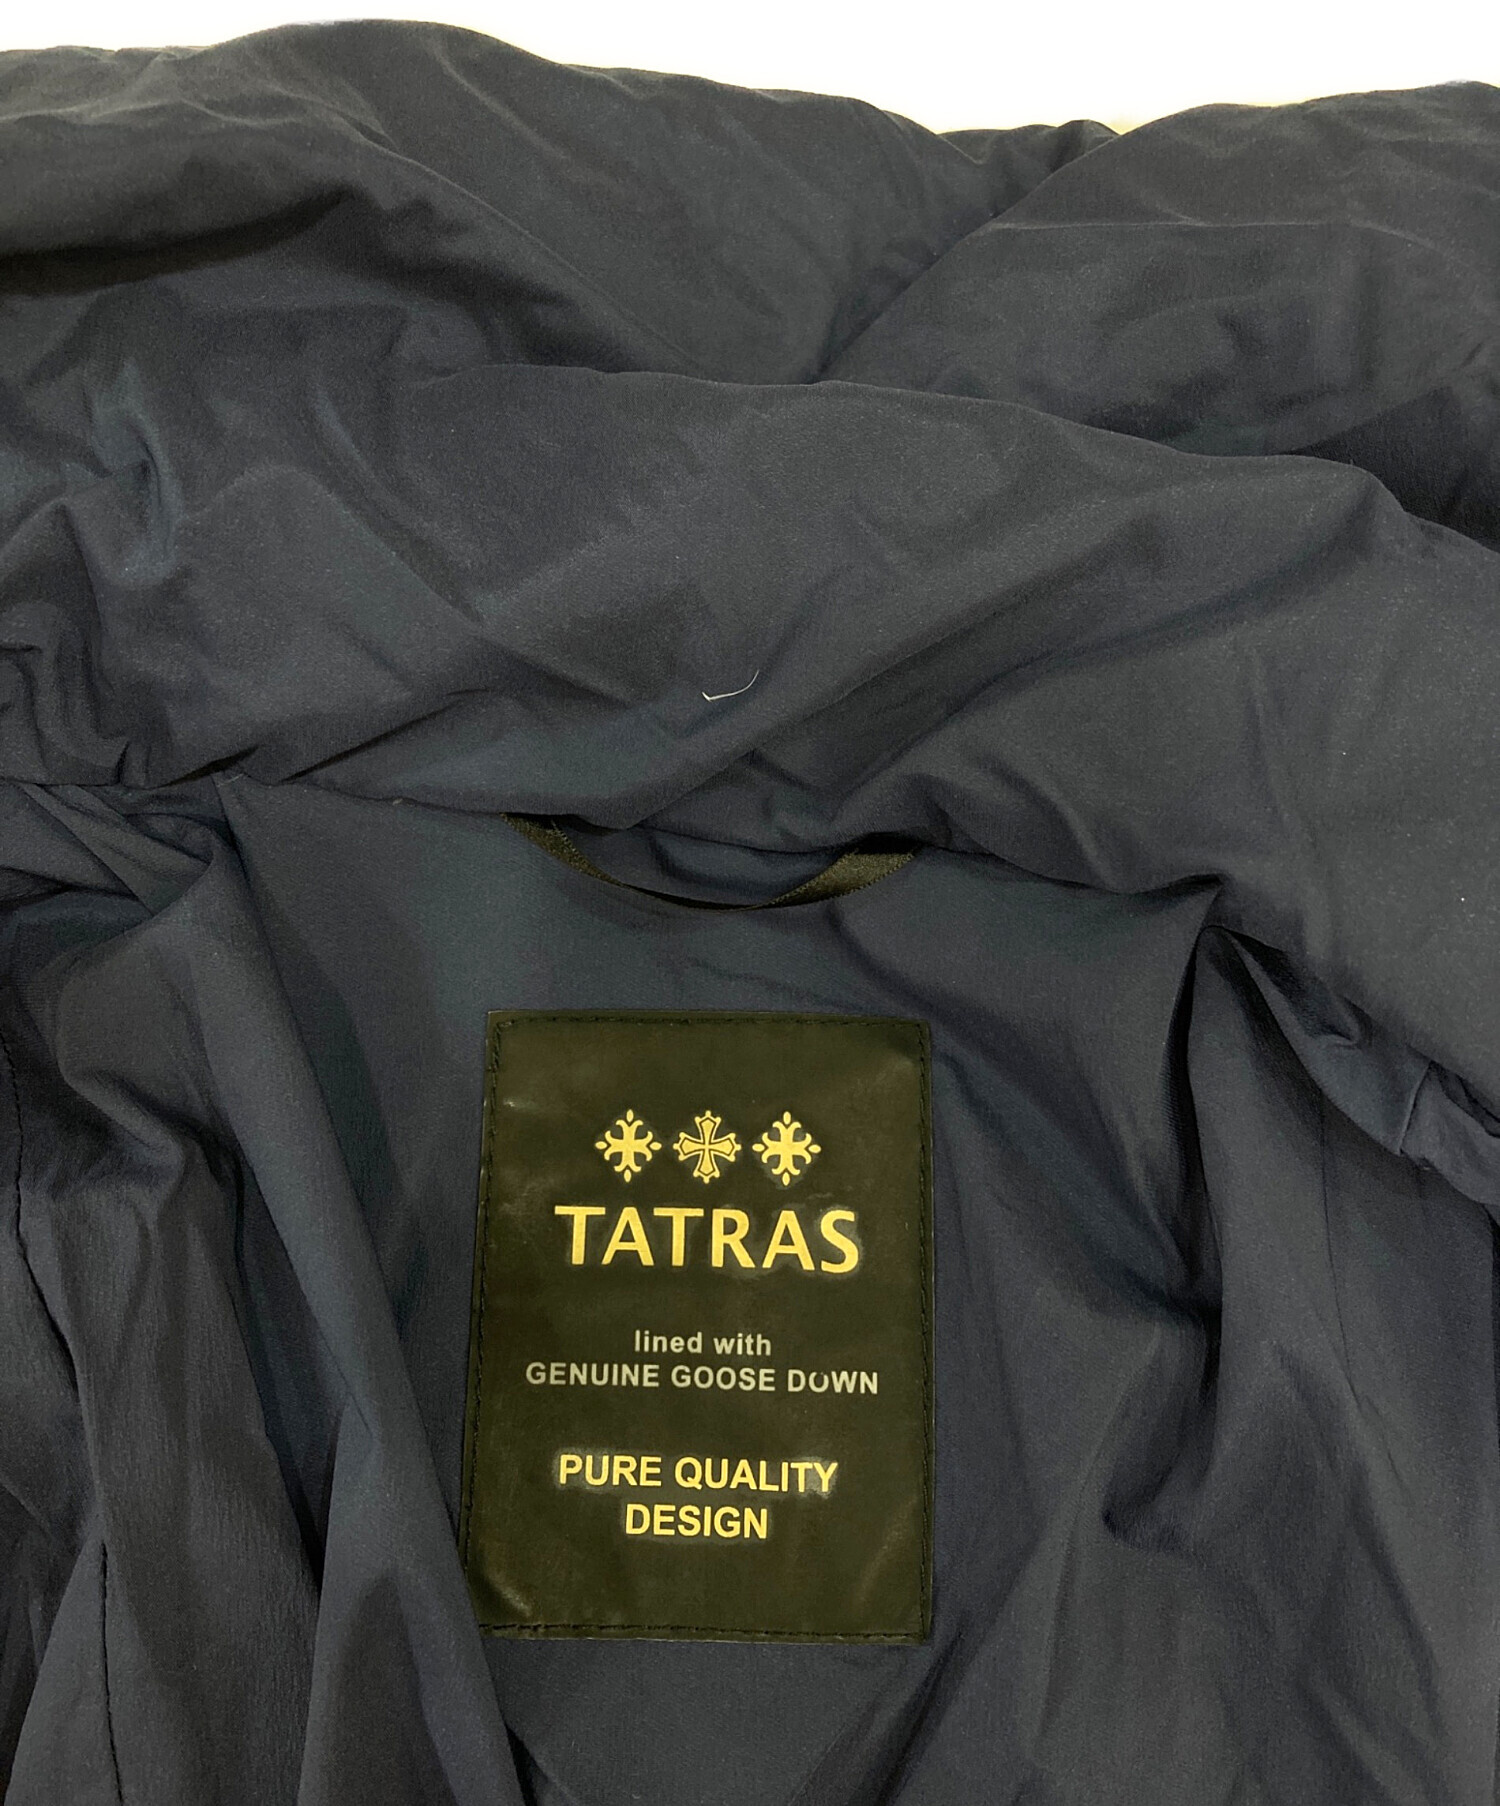 TATRAS
lined with
GENUINE GOOSE DOWN
PURE QUALITY
DESIGN